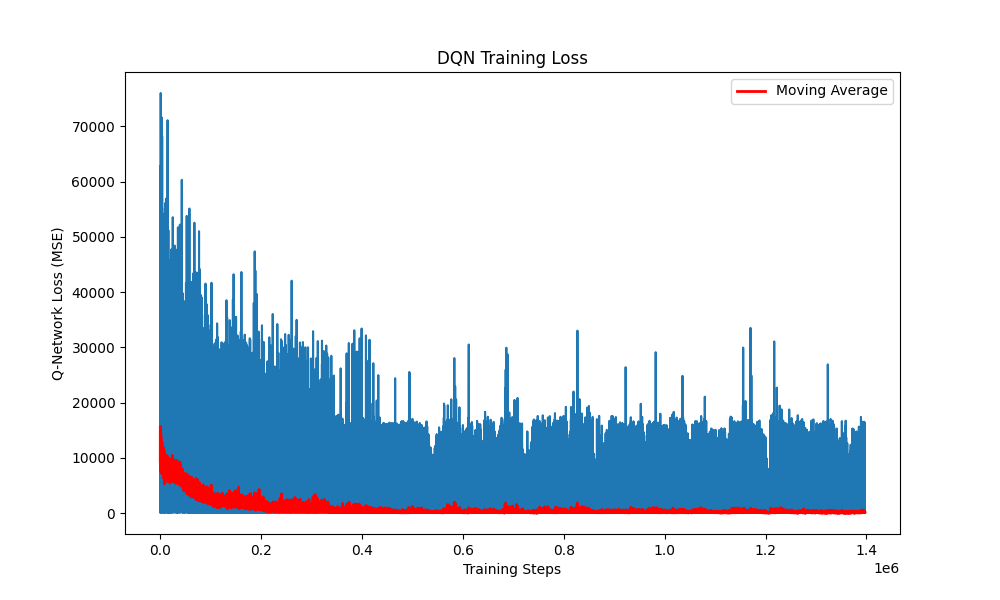 DQN Training Loss
Moving Average
Q-Network Loss (MSE)
70000
60000
50000
40000
30000
20000
10000
0
0.0 0.2 0.4 0.6 0.8 1.0 1.2 1.4
1e6
Training Steps